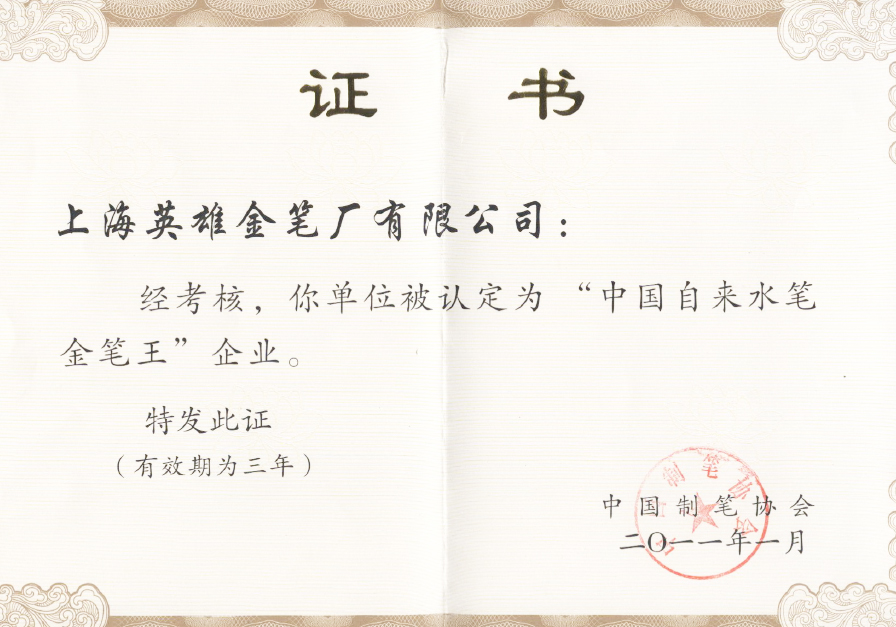 证 书
上海英雄金笔厂有限公司：
经考核，你单位被认定为“中国自来水笔
金笔王”企业。
特发此证
（有效期为三年）
中国制笔协会
二〇一一年一月
制笔协会